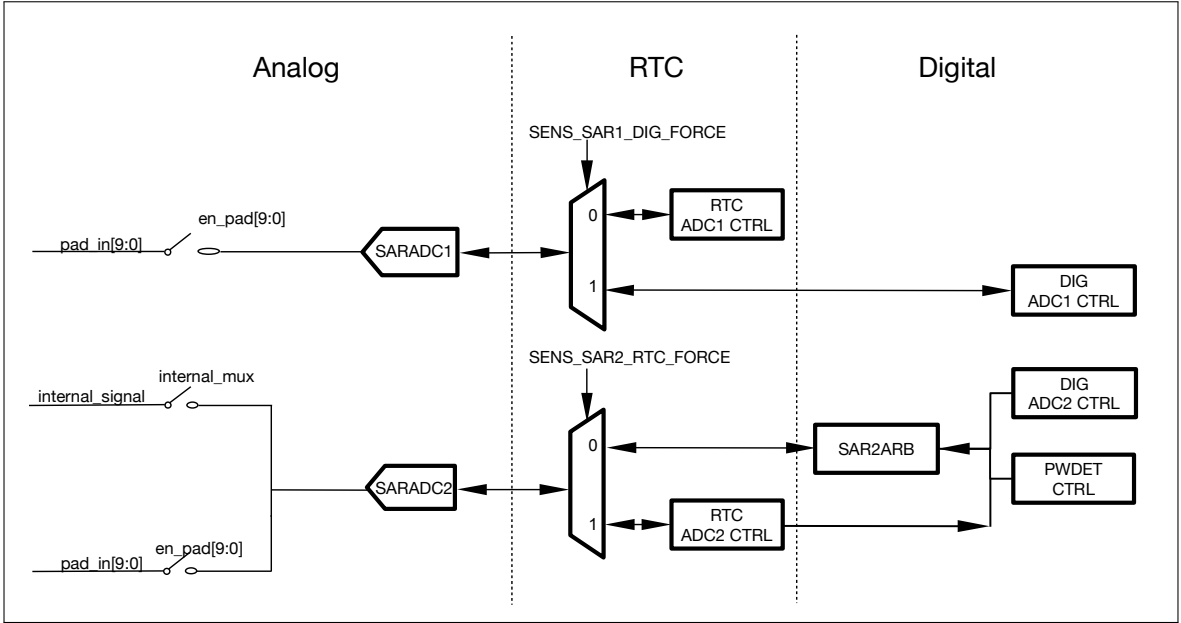 Analog
RTC
Digital
SENS_SAR1_DIG_FORCE
en_pad[9:0]
pad_in[9:0]
SARADC1
0
RTC
ADC1 CTRL
1
DIG
ADC1 CTRL
SENS_SAR2_RTC_FORCE
internal_mux
internal_signal
DIG
ADC2 CTRL
0
SAR2ARB
SARADC2
PWDET
CTRL
1
RTC
ADC2 CTRL
en_pad[9:0]
pad_in[9:0]